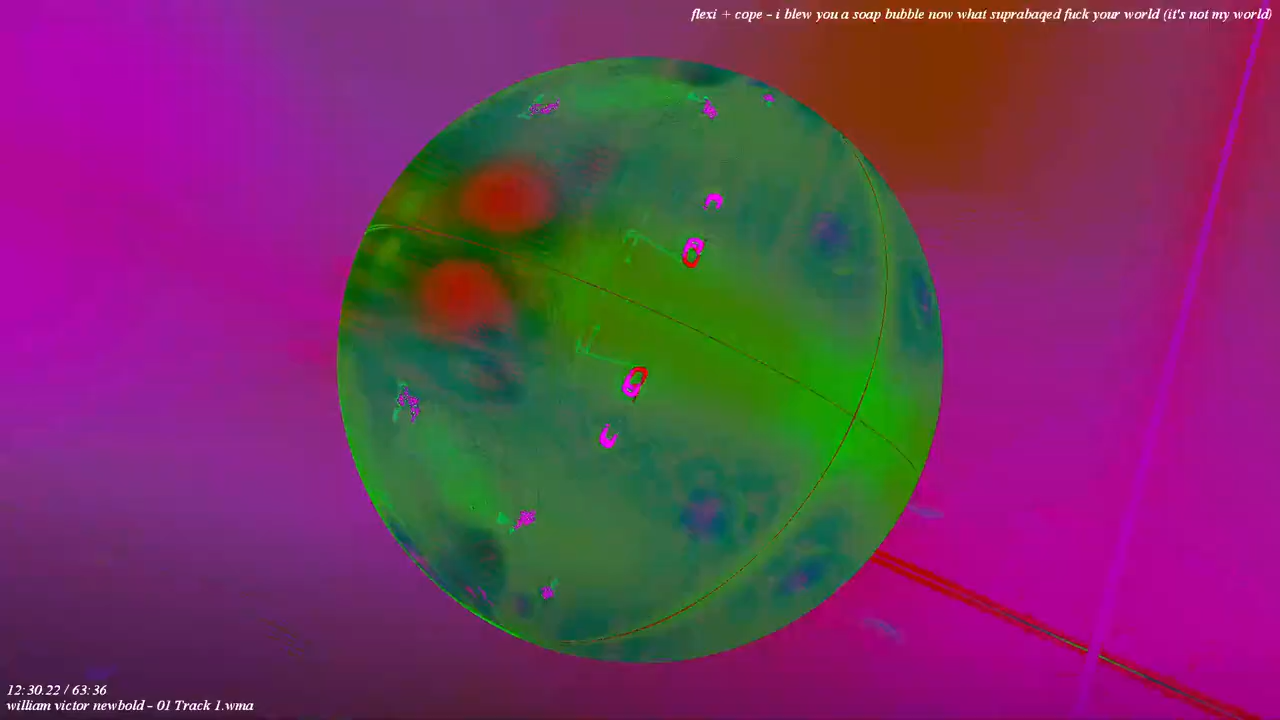 flexi + cope - i blew you a soap bubble now what suprabaqed fuck your world (it's not my world)
12:30.22 / 63:36
william victor newbold - 01 Track 1.wma